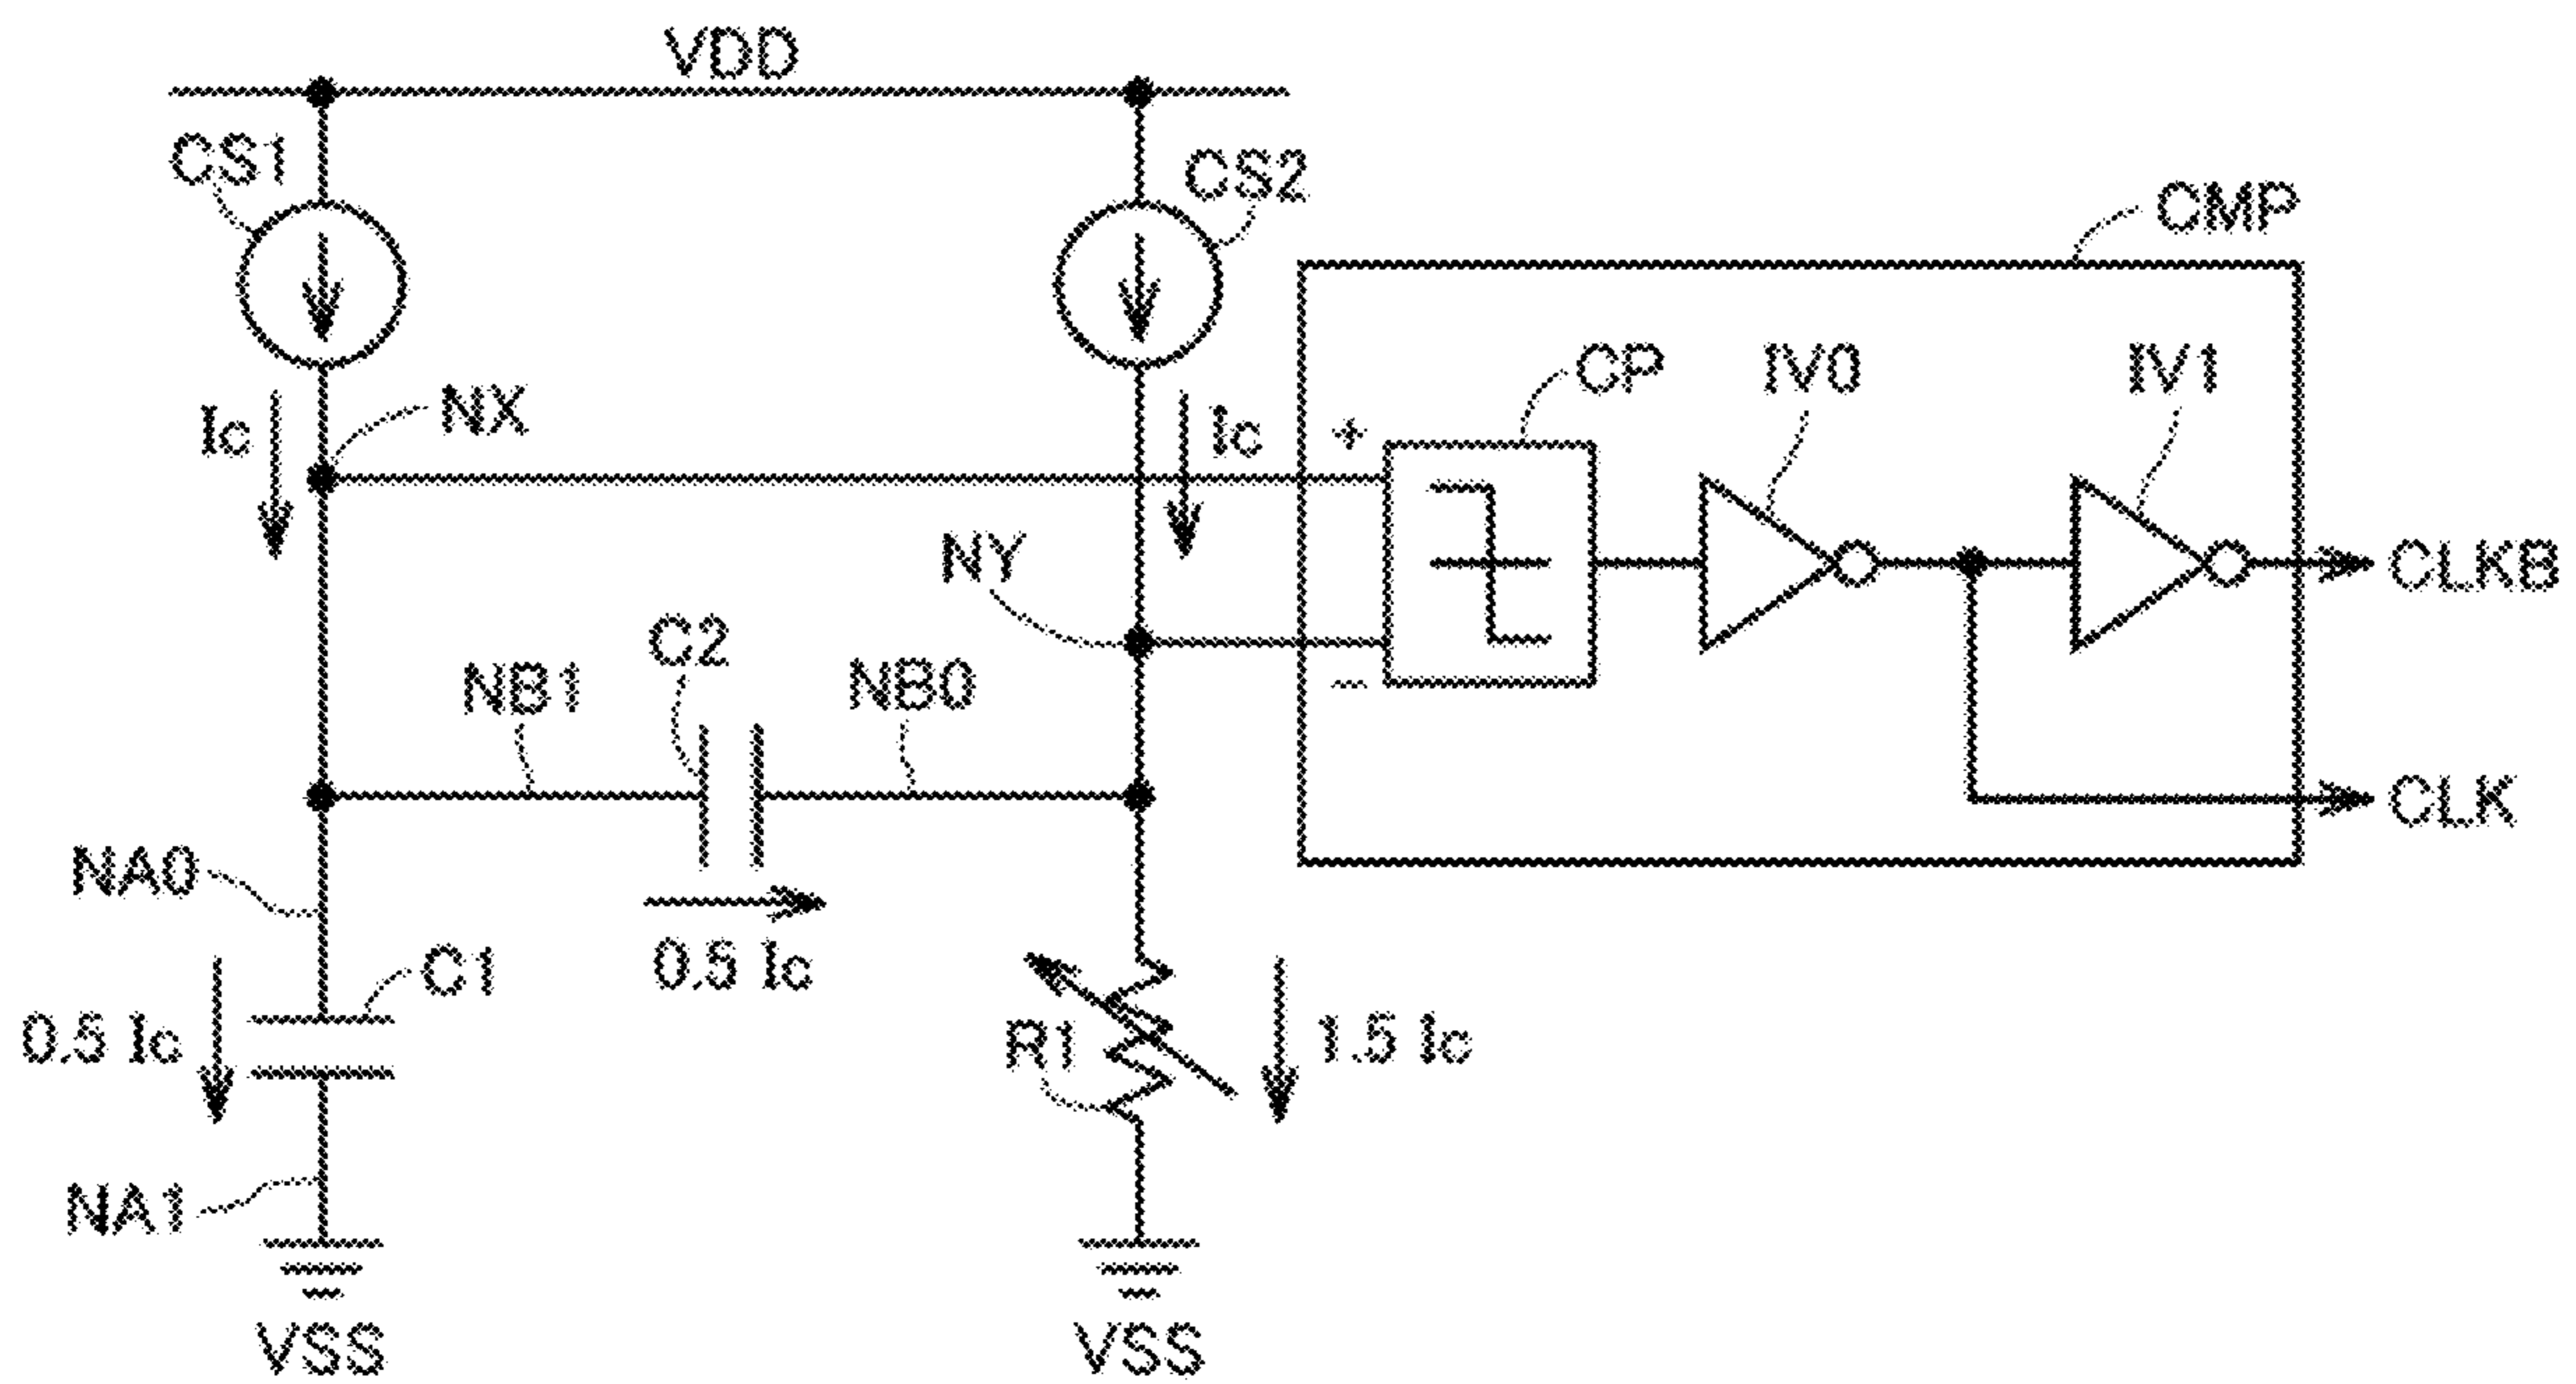 VDD
CS1
CS2
CMP
CP
IV0
IV1
Ic
NX
Ic
+
NY
CLKB
C2
NB1
NB0
−
CLK
NA0
C1
0.5 Ic
0.5 Ic
R1
1.5 Ic
NA1
VSS
VSS